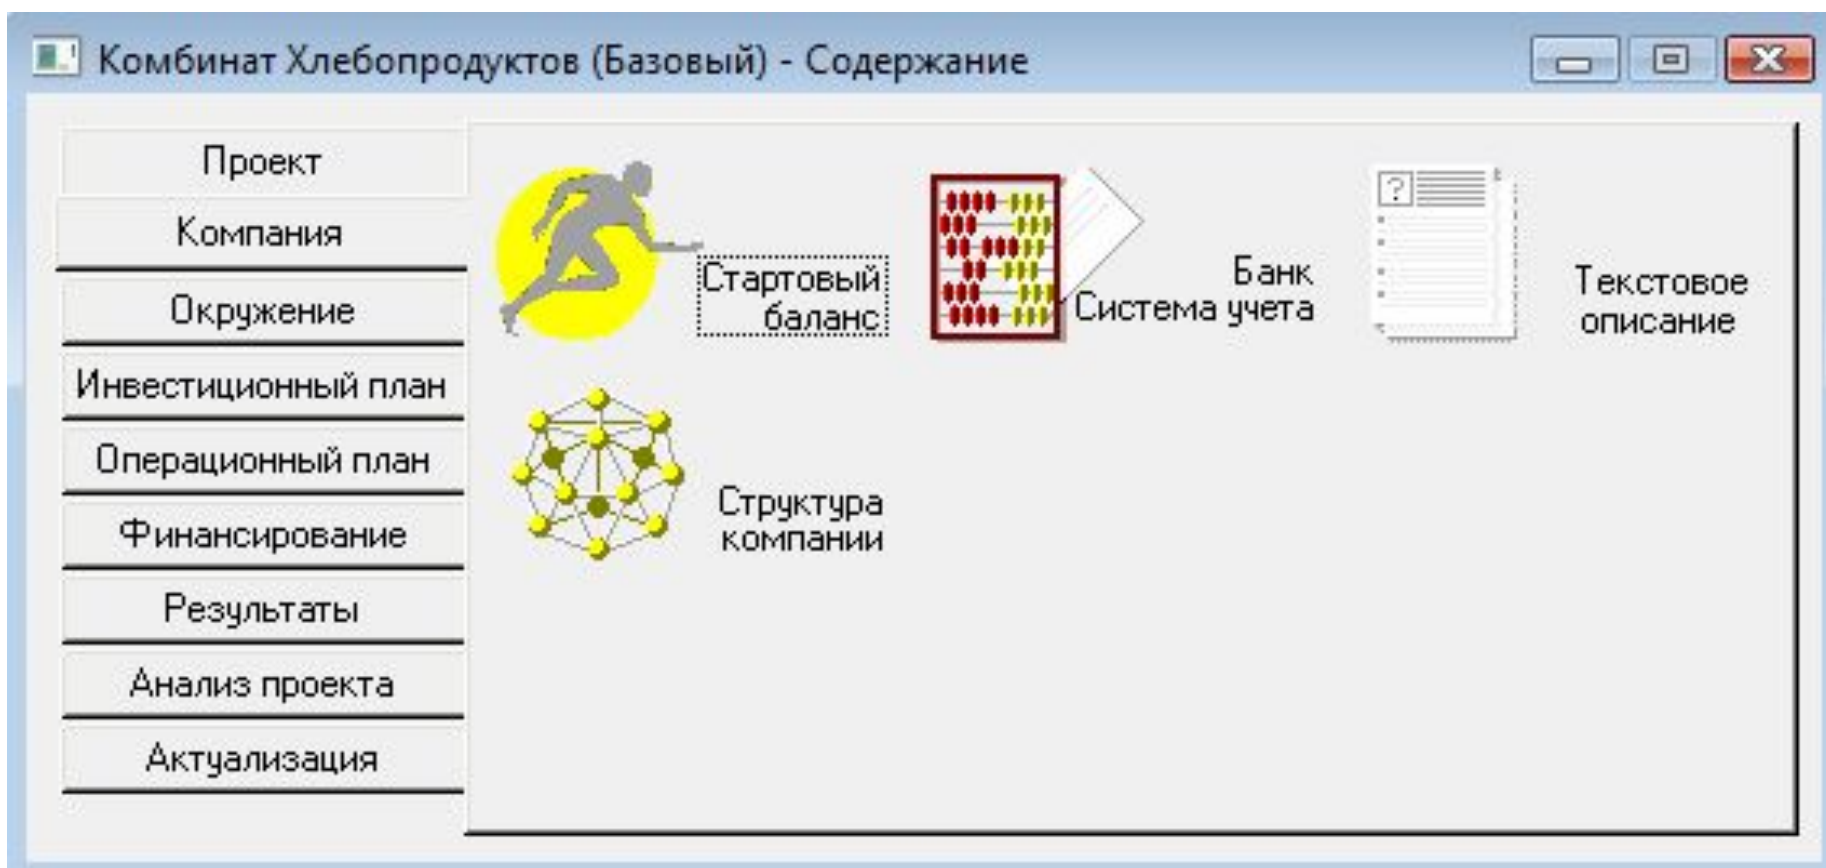 Комбинат Хлебопродуктов (Базовый) - Содержание
Проект
Компания
Окружение
Инвестиционный план
Операционный план
Финансирование
Результаты
Анализ проекта
Актуализация
Стартовый
баланс
Банк
Система учета
?
Текстовое
описание
Структура
компании